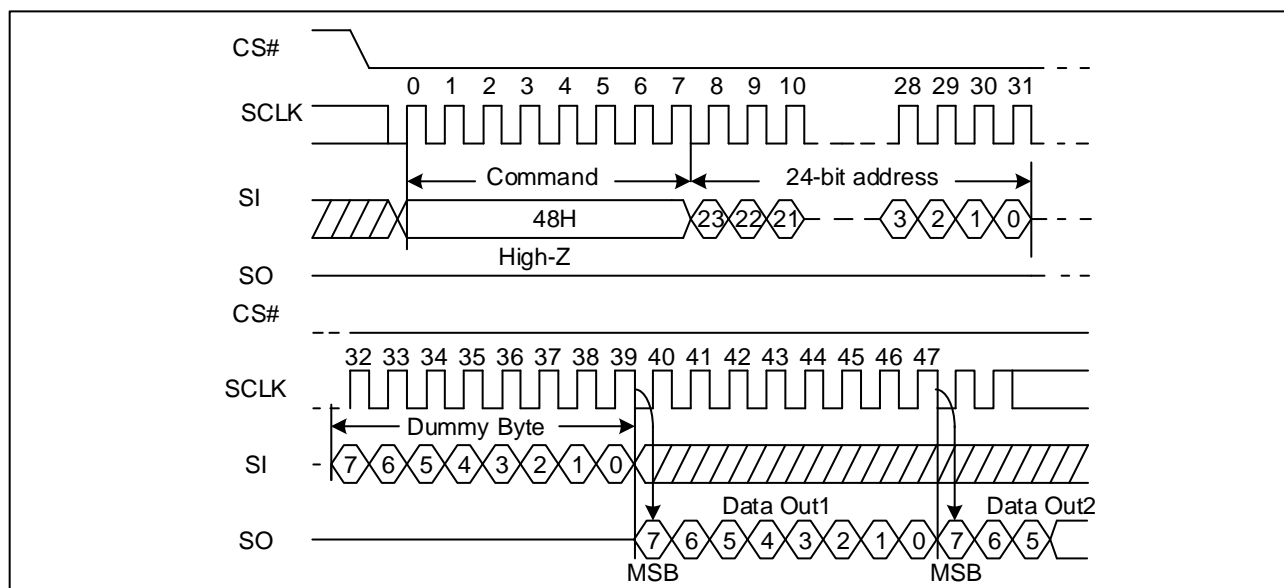 CS#
0 1 2 3 4 5 6 7 8 9 10 28 29 30 31
SCLK
Command 24-bit address
SI
48H 23 22 21 3 2 1 0
High-Z
SO
CS#
32 33 34 35 36 37 38 39 40 41 42 43 44 45 46 47
SCLK
Dummy Byte
SI 7 6 5 4 3 2 1 0
Data Out1 Data Out2
SO 7 6 5 4 3 2 1 0 7 6 5
MSB MSB